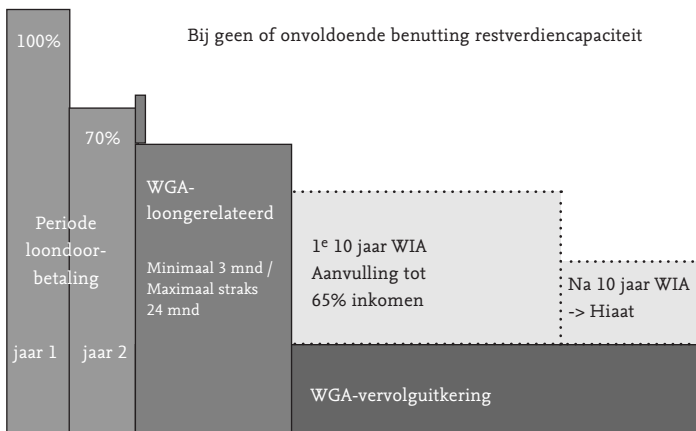 Bij geen of onvoldoende benutting restverdiencapaciteit
100%
70%
Periode
loondoor-
betaling
jaar 1
jaar 2
WGA-
loongerelateerd
Minimaal 3 mnd /
Maximaal straks
24 mnd
1e 10 jaar WIA
Aanvulling tot
65% inkomen
Na 10 jaar WIA
-> Hiaat
WGA-vervolguitkering